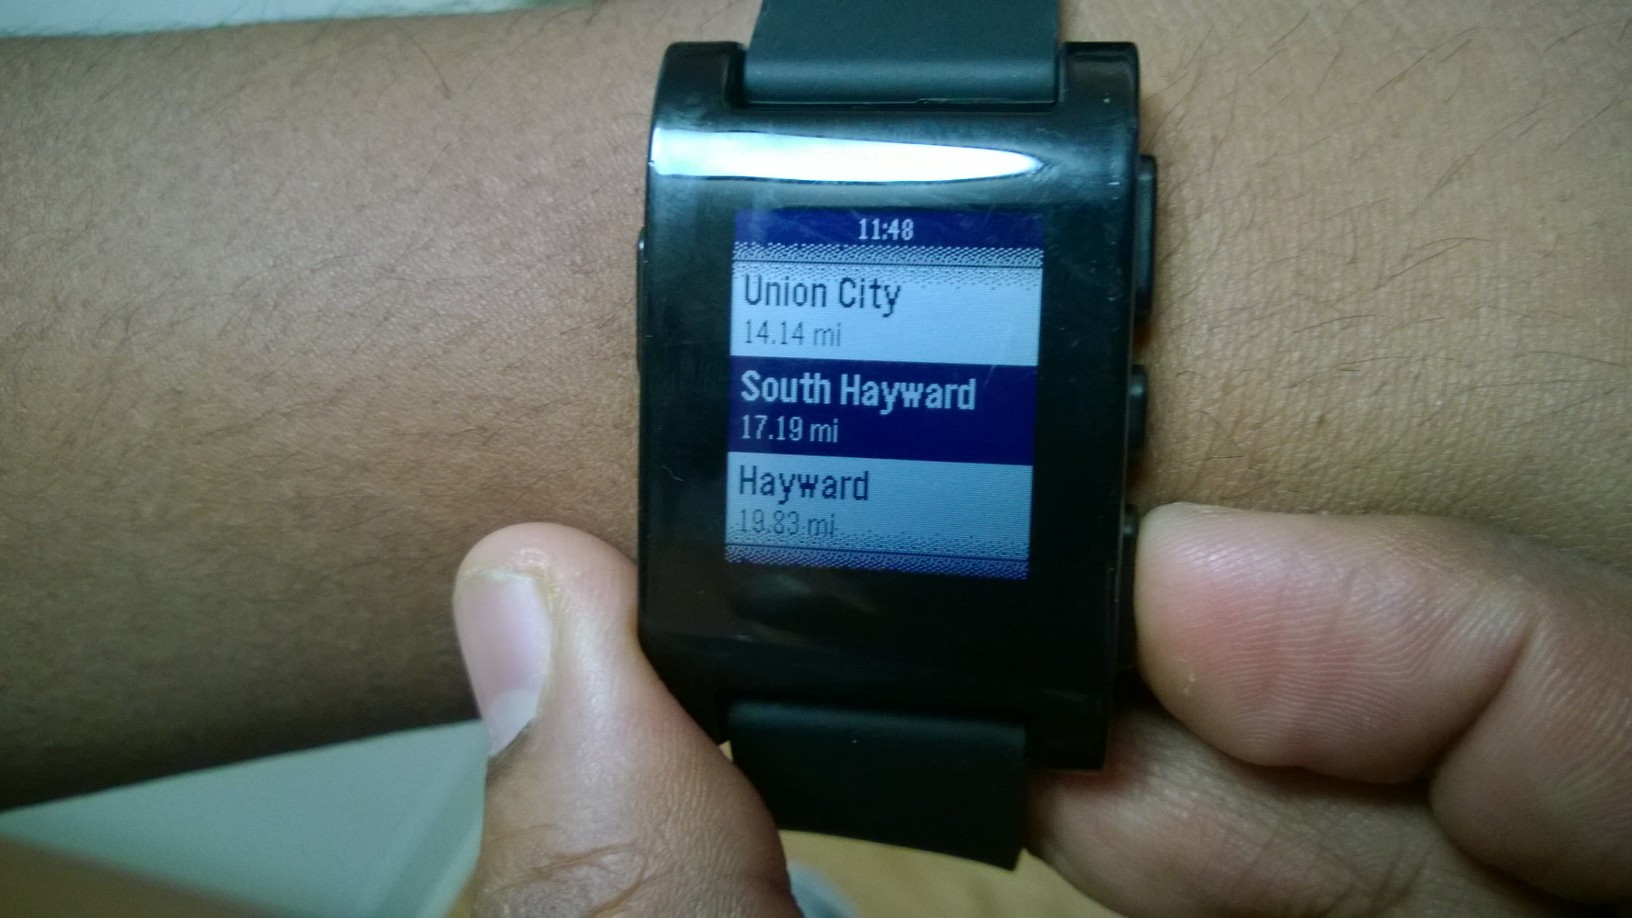 11:48
Union City
14.14 mi
South Hayward
17.19 mi
Hayward
19.83 mi